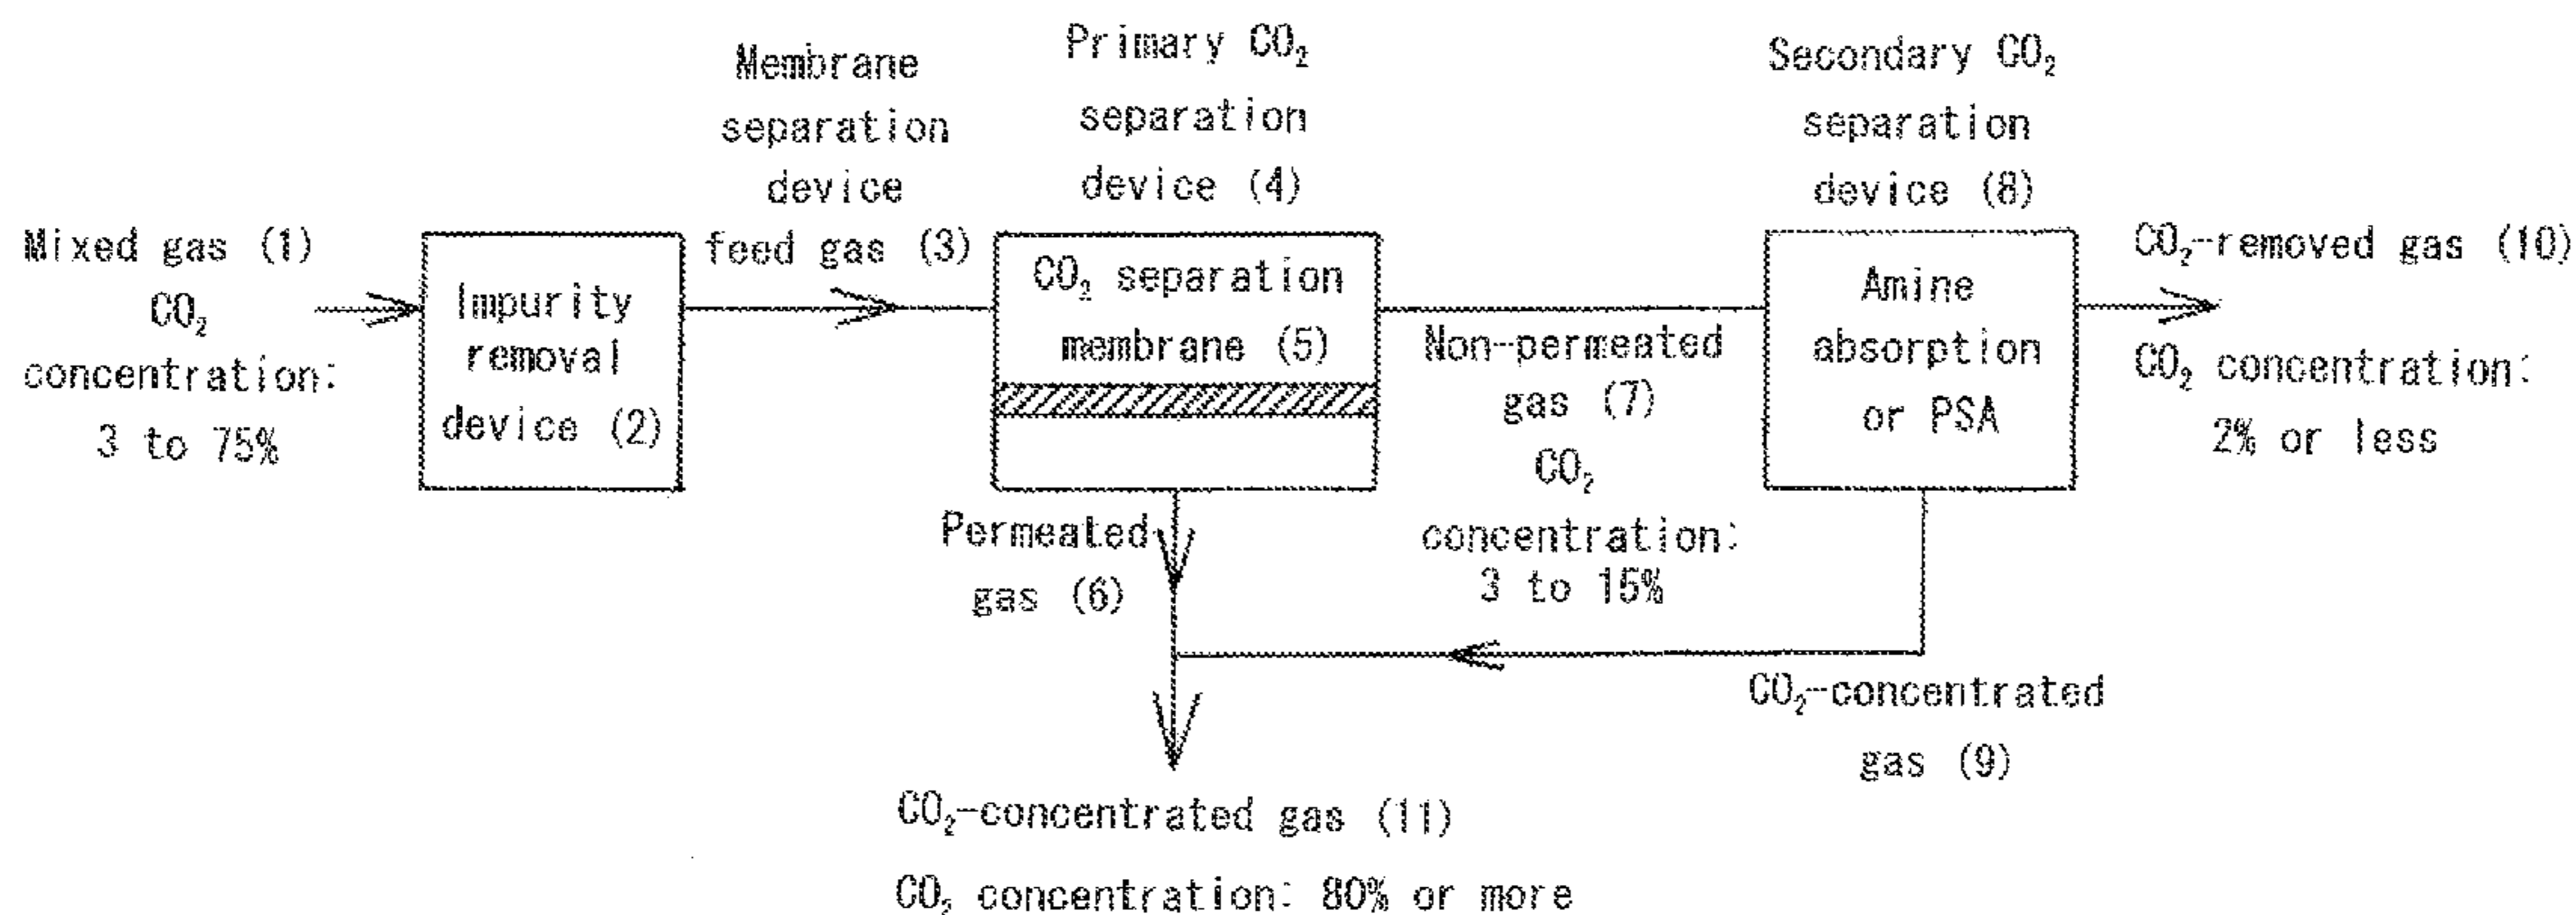 Mixed gas (1)
CO₂
concentration:
3 to 75%
Impurity
removal
device (2)
Membrane
separation
device
feed gas (3)
Primary CO₂
separation
device (4)
CO₂ separation
membrane (5)
Permeated
gas (6)
Non-permeated
gas (7)
CO₂
concentration:
3 to 15%
Secondary CO₂
separation
device (8)
Amine
absorption
or PSA
CO₂-removed gas (10)
CO₂ concentration:
2% or less
CO₂-concentrated
gas (9)
CO₂-concentrated gas (11)
CO₂ concentration: 80% or more